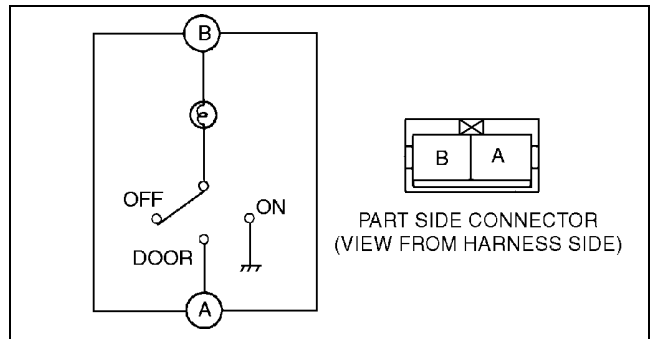 B
OFF
ON
DOOR
A
B A
PART SIDE CONNECTOR
(VIEW FROM HARNESS SIDE)